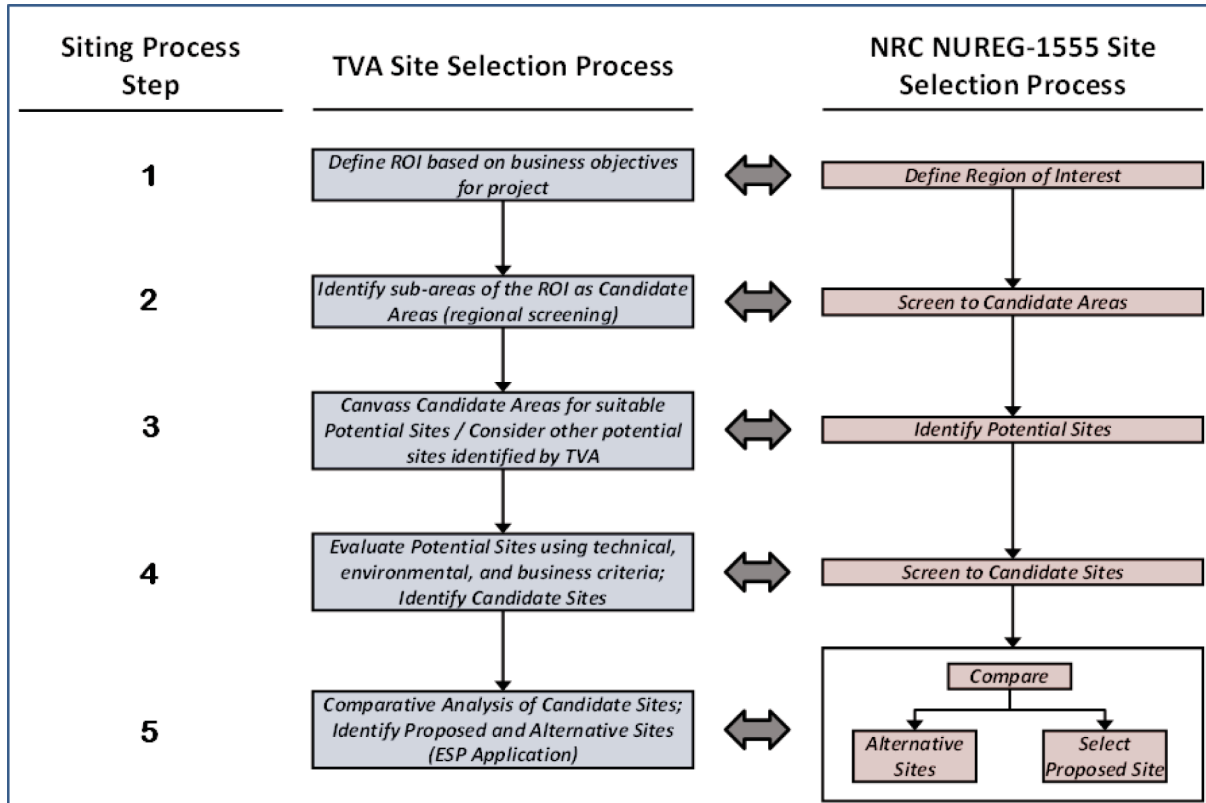 Siting Process
Step
TVA Site Selection Process
NRC NUREG-1555 Site
Selection Process
1
Define ROI based on business objectives
for project
Define Region of Interest
2
Identify sub-areas of the ROI as Candidate
Areas (regional screening)
Screen to Candidate Areas
3
Canvass Candidate Areas for suitable
Potential Sites / Consider other potential
sites identified by TVA
Identify Potential Sites
4
Evaluate Potential Sites using technical,
environmental, and business criteria;
Identify Candidate Sites
Screen to Candidate Sites
5
Comparative Analysis of Candidate Sites;
Identify Proposed and Alternative Sites
(ESP Application)
Compare
Alternative
Sites
Select
Proposed Site